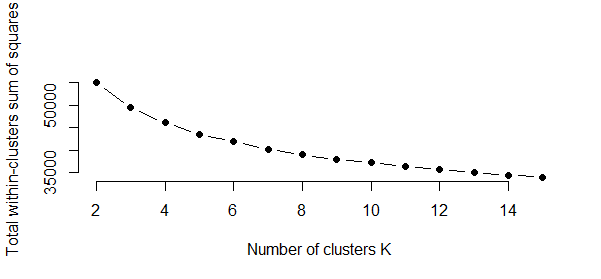 Total within-clusters sum of squares
50000
35000
2 4 6 8 10 12 14
Number of clusters K